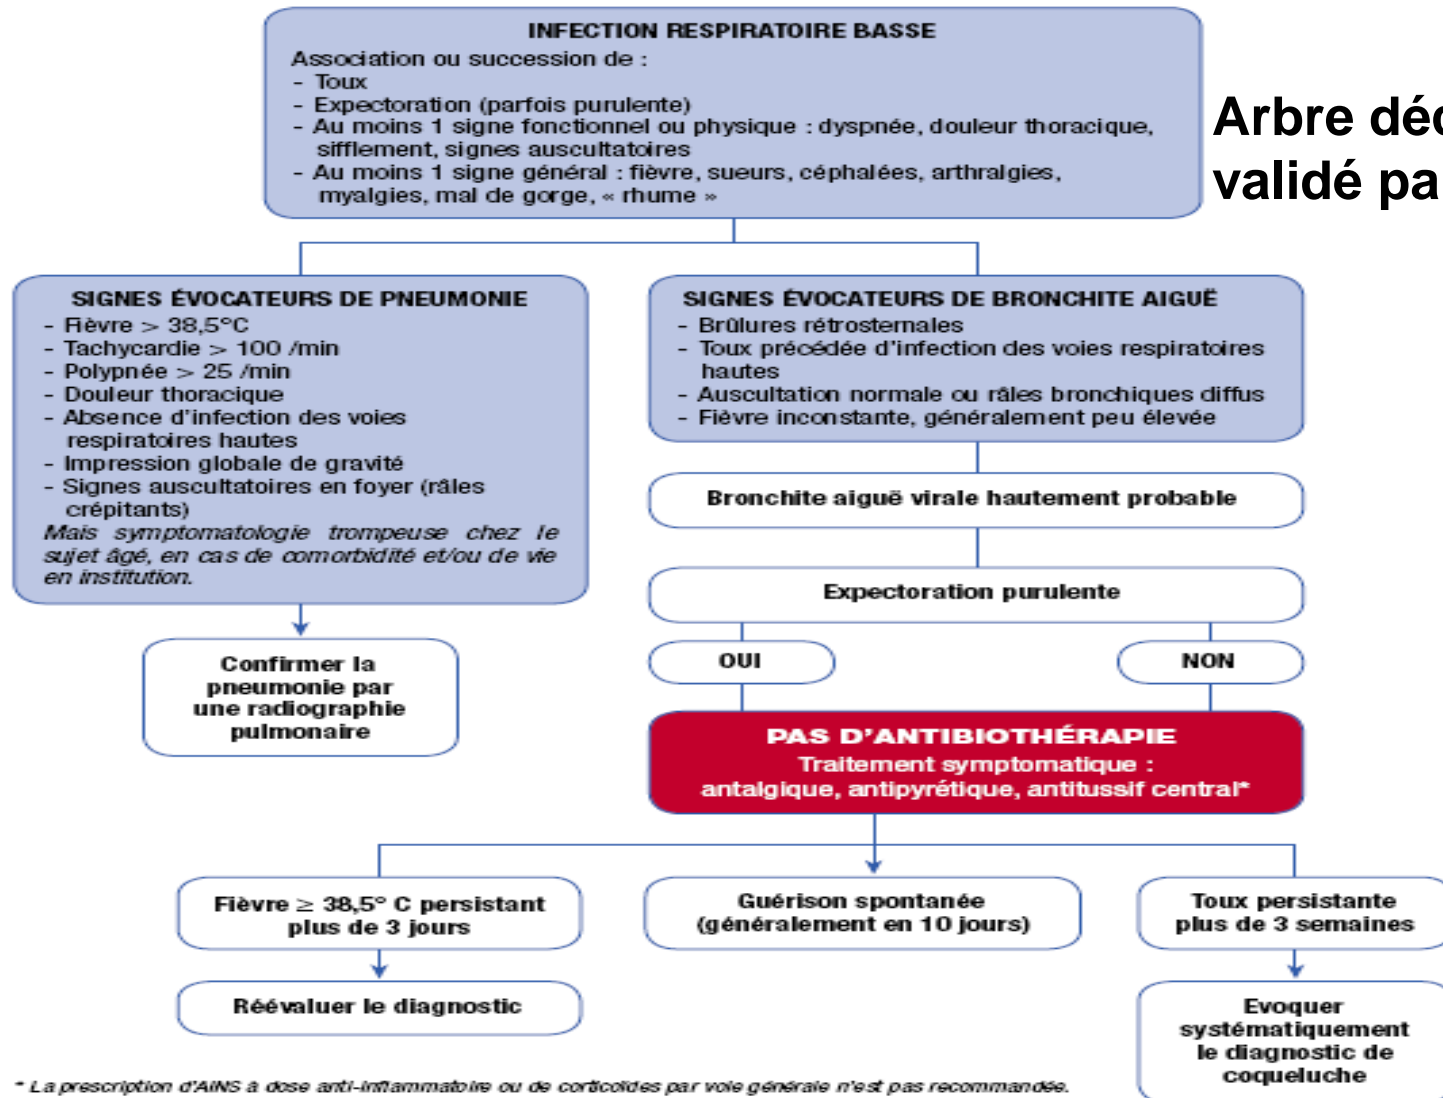 INFECTION RESPIRATOIRE BASSE
Association ou succession de :
- Toux
- Expectoration (parfois purulente)
- Au moins 1 signe fonctionnel ou physique : dyspnée, douleur thoracique,
sifflement, signes auscultatoires
- Au moins 1 signe général : fièvre, sueurs, céphalées, arthralgies,
myalgies, mal de gorge, « rhume »
Arbre déc
validé pa
SIGNES ÉVOCATEURS DE PNEUMONIE
- Fièvre > 38,5°C
- Tachycardie > 100 /min
- Polypnée > 25 /min
- Douleur thoracique
- Absence d'infection des voies
respiratoires hautes
- Impression globale de gravité
- Signes auscultatoires en foyer (râles
crépitants)
Mais symptomatologie trompeuse chez le
sujet âgé, en cas de comorbidité et/ou de vie
en institution.
Confirmer la
pneumonie par
une radiographie
pulmonaire
SIGNES ÉVOCATEURS DE BRONCHITE AIGUË
- Brûlures rétrosternales
- Toux précédée d'infection des voies respiratoires
hautes
- Auscultation normale ou râles bronchiques diffus
- Fièvre inconstante, généralement peu élevée
Bronchite aiguë virale hautement probable
Expectoration purulente
OUI
NON
PAS D'ANTIBIOTHÉRAPIE
Traitement symptomatique :
antalgique, antipyrétique, antitussif central*
Fièvre ≥ 38,5° C persistant
plus de 3 jours
Réévaluer le diagnostic
Guérison spontanée
(généralement en 10 jours)
Toux persistante
plus de 3 semaines
Evoquer
systématiquement
le diagnostic de
coqueluche
* La prescription d'AINS à dose anti-inflammatoire ou de corticoïdes par voie générale n'est pas recommandée.